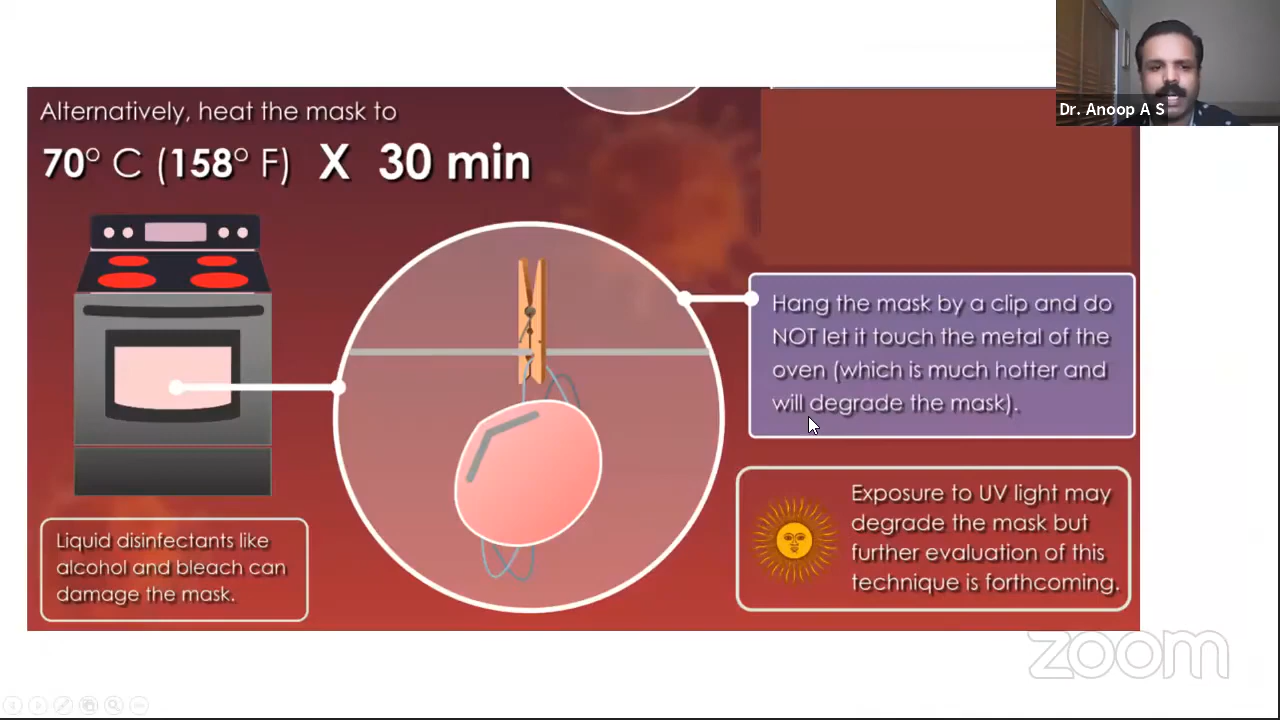 Dr. Anoop A S
Alternatively, heat the mask to
70° C (158° F) X 30 min
Hang the mask by a clip and do
NOT let it touch the metal of the
oven (which is much hotter and
will degrade the mask).
Exposure to UV light may
degrade the mask but
further evaluation of this
technique is forthcoming.
Liquid disinfectants like
alcohol and bleach can
damage the mask.
zoom